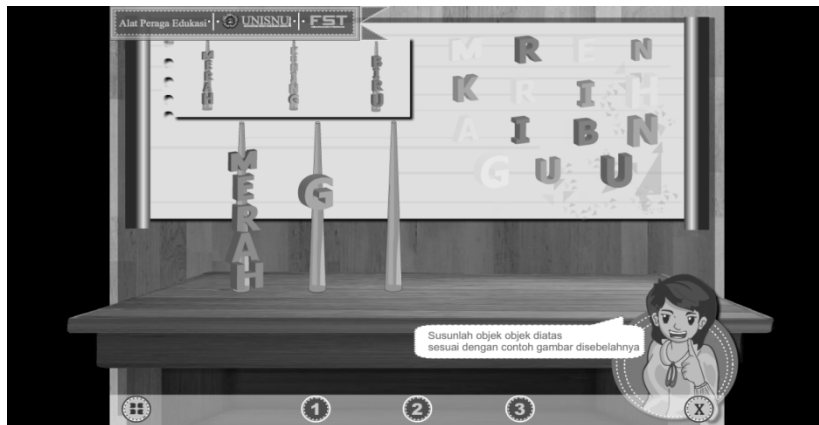 Alat Peraga Edukasi
UNISNU
FST
MERAH
KUNING
BIRU
M R E N
K R I H
A I B N
G U U
MERAH
G
Susunlah objek objek diatas
sesuai dengan contoh gambar disebelahnya
1 2 3 X